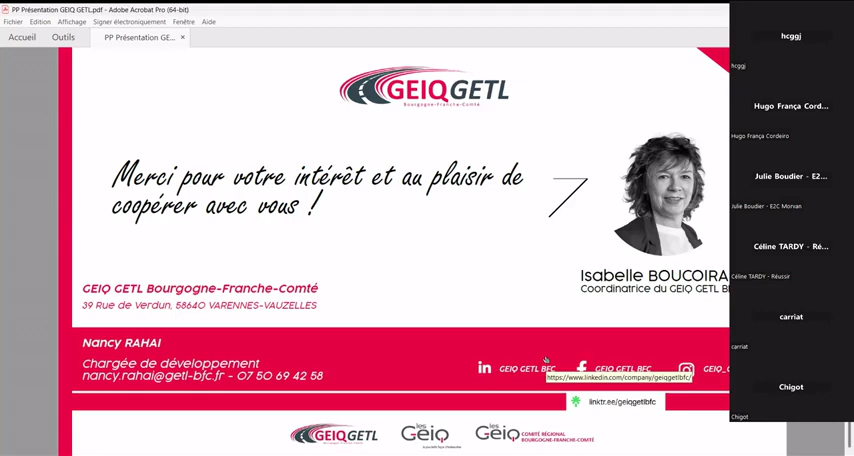 PP Présentation GEIQ GETL.pdf - Adobe Acrobat Pro (64-bit)
Fichier Edition Affichage Signer électroniquement Fenêtre Aide
Accueil Outils PP Présentation GE... ×
GEIQ GETL
Bourgogne-Franche-Comté
Merci pour votre intérêt et au plaisir de
coopérer avec vous !
Isabelle BOUCOIRA
Coordinatrice du GEIQ GETL B
GEIQ GETL Bourgogne-Franche-Comté
39 Rue de Verdun, 58640 VARENNES-VAUZELLES
Nancy RAHAI
Chargée de développement
nancy.rahai@getl-bfc.fr - 07 50 69 42 58
in GEIQ GETL BFC f GEIQ GETL BFC GEIQ_
https://www.linkedin.com/company/geiqgetlbfc/
linktr.ee/geiqgetlbfc
GEIQ GETL
les Geiq
les Geiq COMITÉ RÉGIONAL
BOURGOGNE-FRANCHE-COMTÉ
hcggj
hcggj
Hugo França Cord...
Hugo França Cordeiro
Julie Boudier - E2...
Julie Boudier - E2C Morvan
Céline TARDY - Ré...
Céline TARDY - Réussir
carriat
carriat
Chigot
Chigot